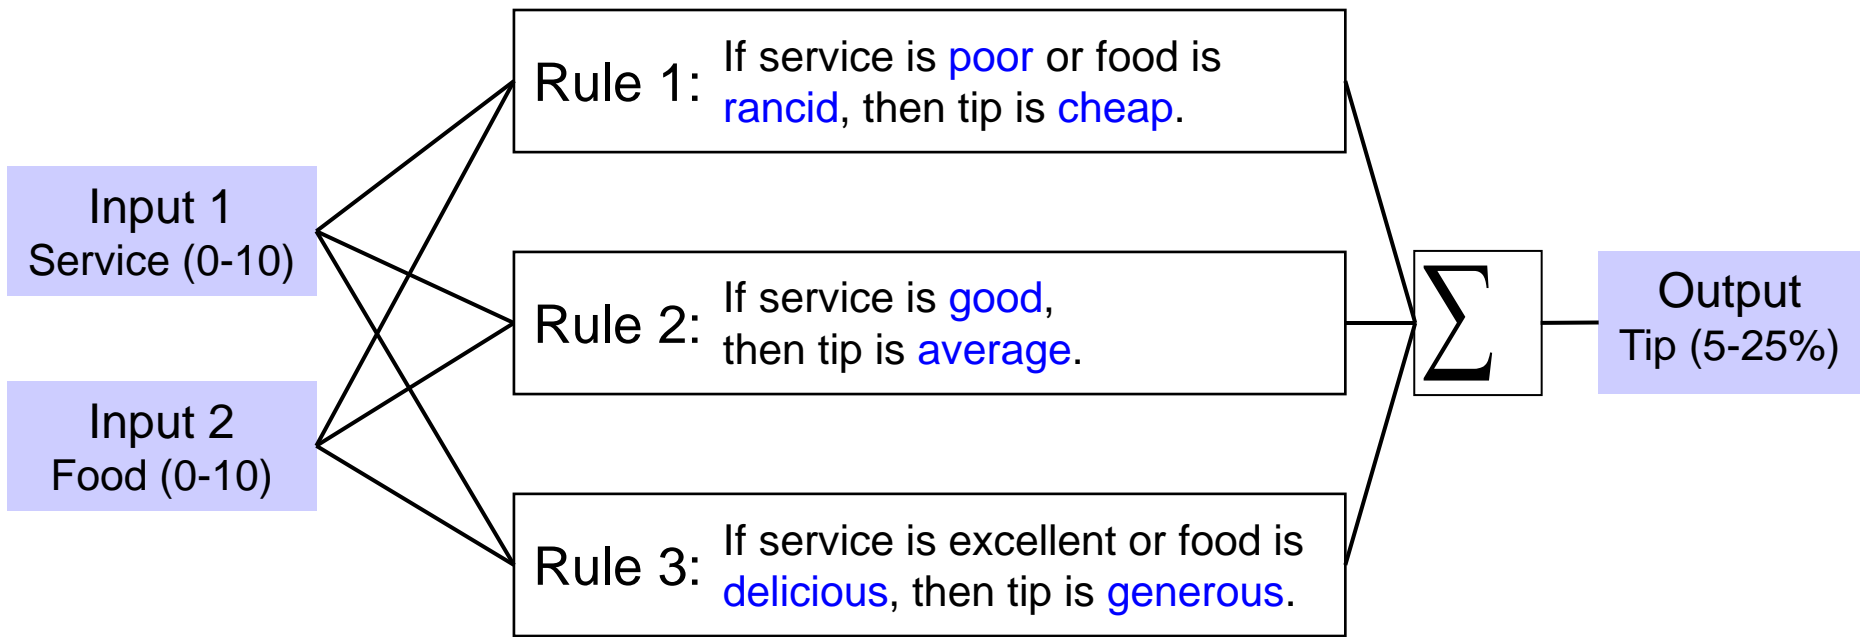 Input 1
Service (0-10)
Input 2
Food (0-10)
Rule 1:
If service is poor or food is
rancid, then tip is cheap.
Rule 2:
If service is good,
then tip is average.
Rule 3:
If service is excellent or food is
delicious, then tip is generous.
∑
Output
Tip (5-25%)